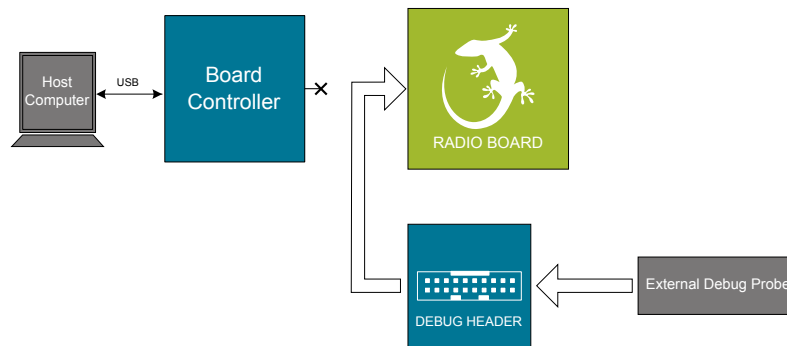 Host
Computer
USB
Board
Controller
RADIO BOARD
DEBUG HEADER
External Debug Probe